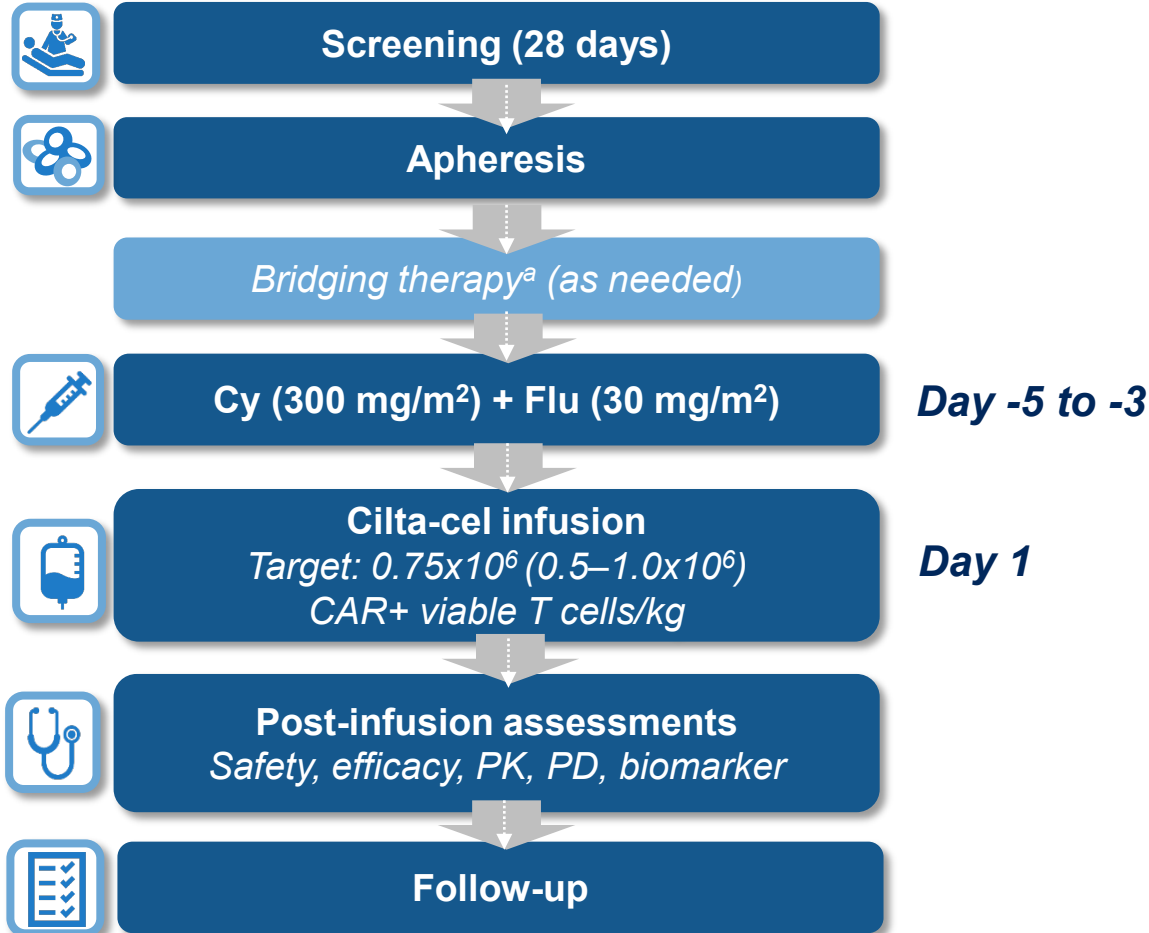 Screening (28 days)
Apheresis
Bridging therapyᵃ (as needed)
Cy (300 mg/m²) + Flu (30 mg/m²)
Day -5 to -3
Cilta-cel infusion
Target: 0.75x10⁶ (0.5–1.0x10⁶)
CAR+ viable T cells/kg
Day 1
Post-infusion assessments
Safety, efficacy, PK, PD, biomarker
Follow-up